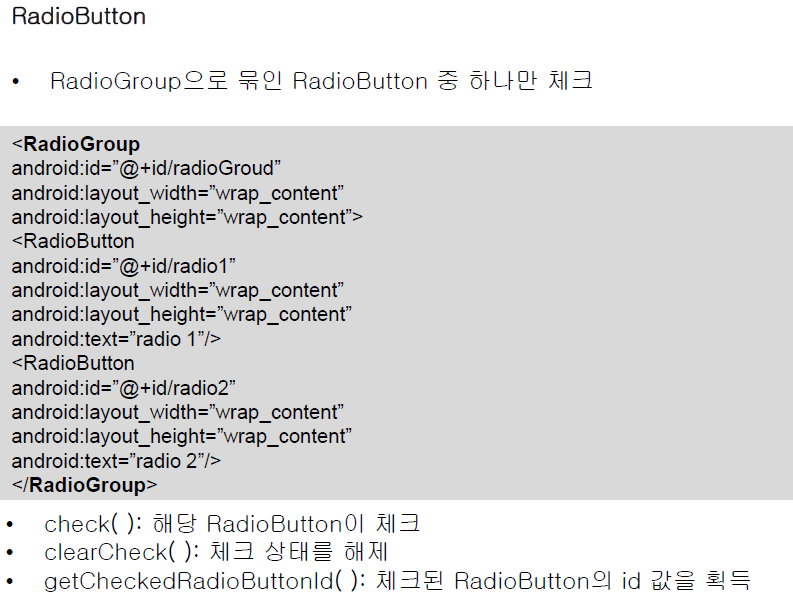 RadioButton
• RadioGroup으로 묶인 RadioButton 중 하나만 체크
<RadioGroup
android:id=”@+id/radioGroud”
android:layout_width=”wrap_content”
android:layout_height=”wrap_content”>
<RadioButton
android:id=”@+id/radio1”
android:layout_width=”wrap_content”
android:layout_height=”wrap_content”
android:text=”radio 1”/>
<RadioButton
android:id=”@+id/radio2”
android:layout_width=”wrap_content”
android:layout_height=”wrap_content”
android:text=”radio 2”/>
</RadioGroup>
• check( ): 해당 RadioButton이 체크
• clearCheck( ): 체크 상태를 해제
• getCheckedRadioButtonId( ): 체크된 RadioButton의 id 값을 획득